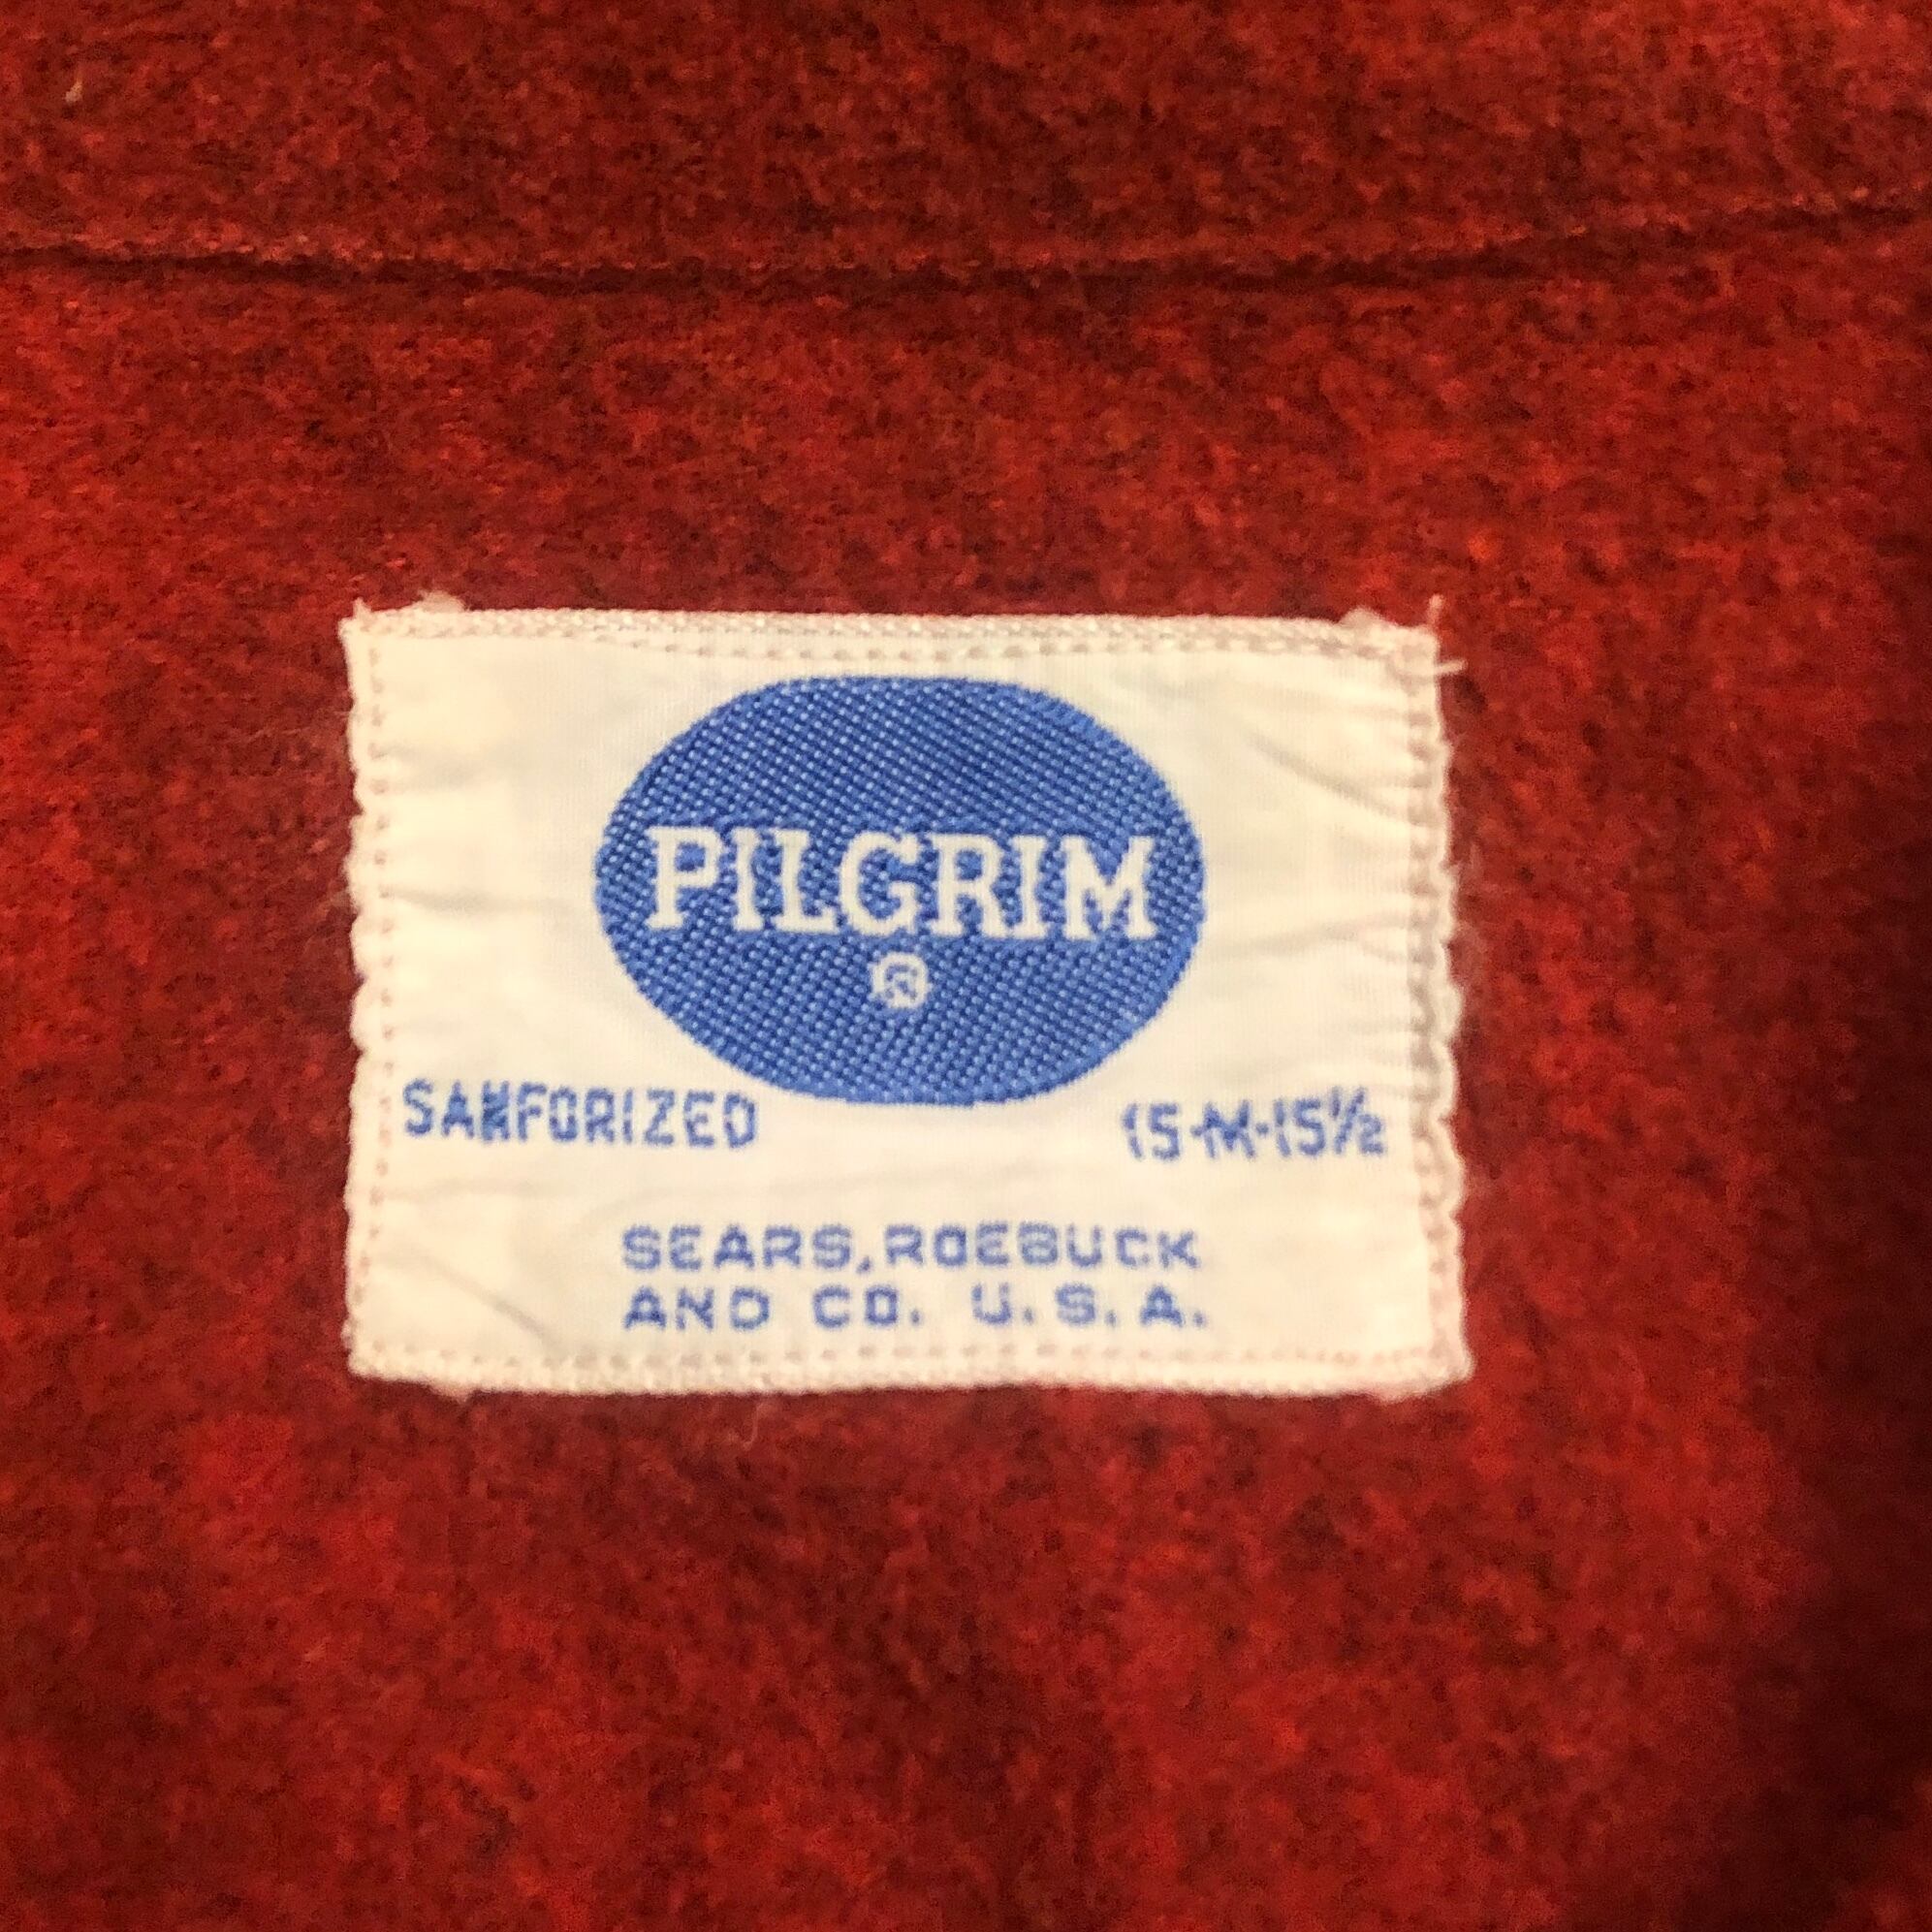 PILGRIM
®
SANFORIZED 15-M-15½
SEARS, ROEBUCK
AND CO. U.S.A.